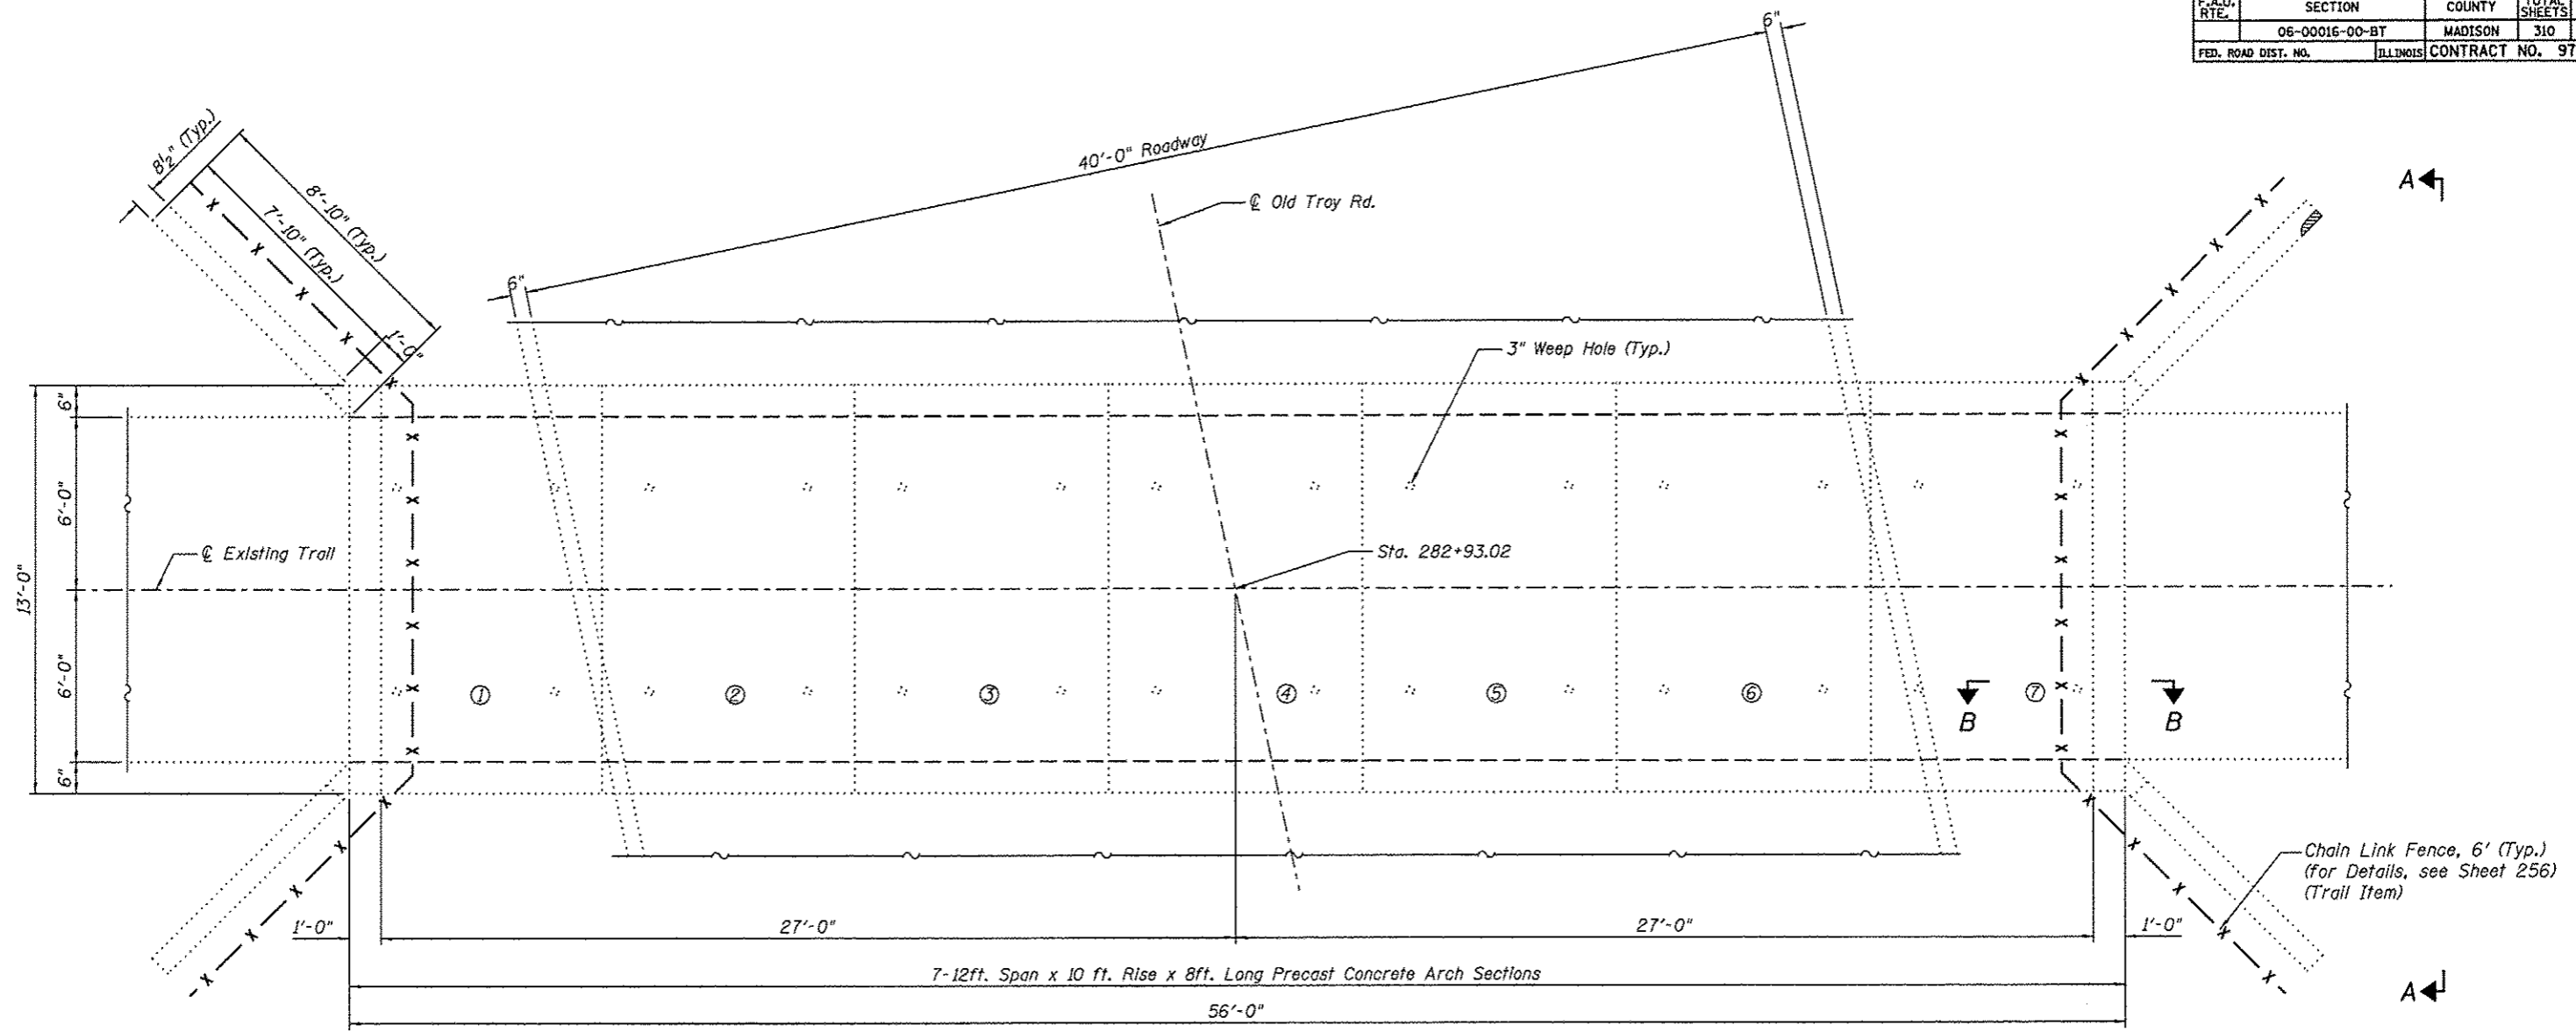 F.A.U. RTE. SECTION COUNTY TOTAL SHEETS
06-00016-00-BT MADISON 310
FED. ROAD DIST. NO. ILLINOIS CONTRACT NO. 97
6"
40'-0" Roadway
6"
8½" (Typ.)
8'-10" (Typ.)
7'-10" (Typ.)
1'-0"
℄ Old Troy Rd.
3" Weep Hole (Typ.)
A
6"
6'-0"
13'-0"
6'-0"
6"
℄ Existing Trail
Sta. 282+93.02
① ② ③ ④ ⑤ ⑥ ⑦
B B
Chain Link Fence, 6' (Typ.)
(for Details, see Sheet 256)
(Trail Item)
1'-0" 27'-0" 27'-0" 1'-0"
7-12ft. Span x 10 ft. Rise x 8ft. Long Precast Concrete Arch Sections
A
56'-0"